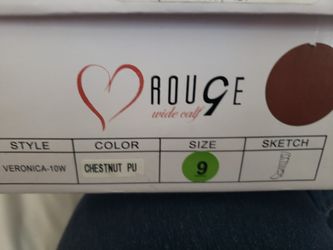 ROUGE
wide calf
STYLE COLOR SIZE SKETCH
VERONICA-10W CHESTNUT PU 9